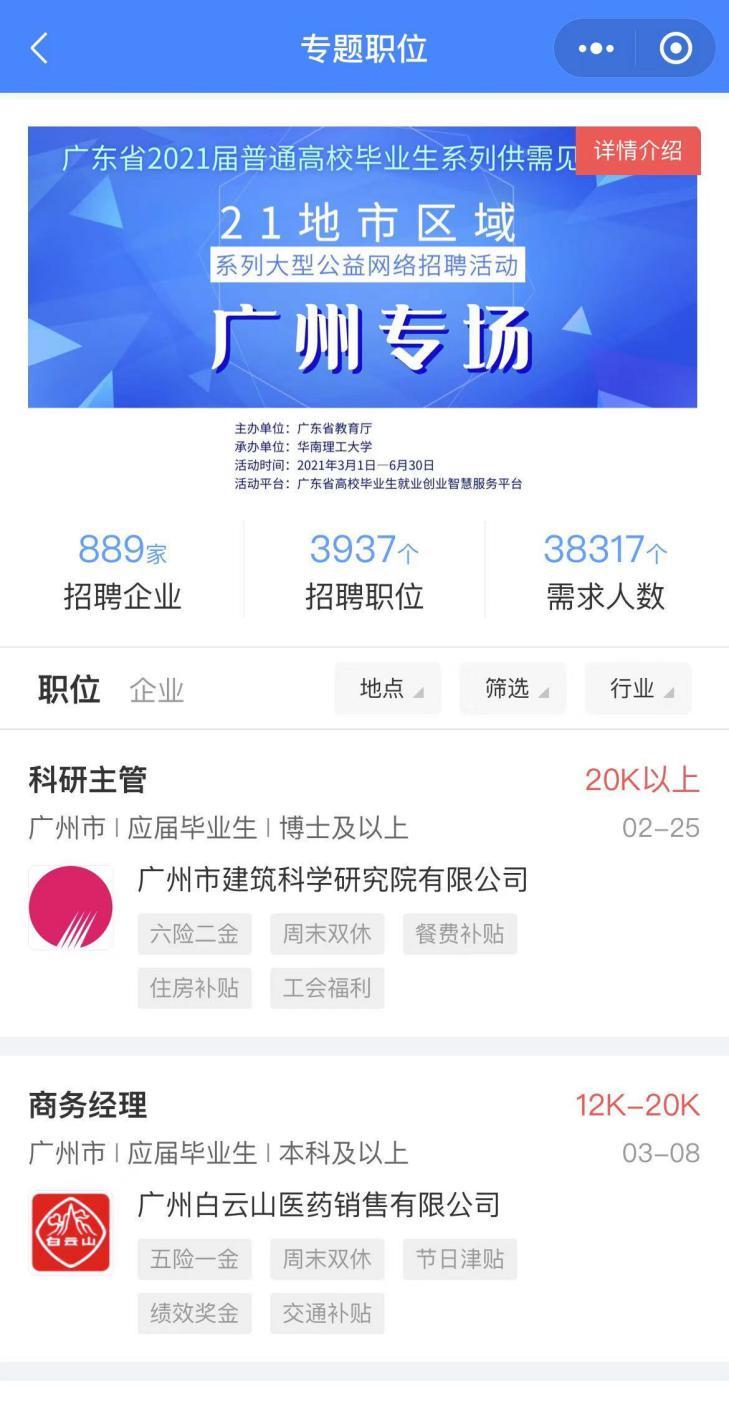 专题职位
广东省2021届普通高校毕业生系列供需见
详情介绍
21地市区域
系列大型公益网络招聘活动
广州专场
主办单位：广东省教育厅
承办单位：华南理工大学
活动时间：2021年3月1日—6月30日
活动平台：广东省高校毕业生就业创业智慧服务平台
889家 3937个 38317个
招聘企业 招聘职位 需求人数
职位 企业 地点 筛选 行业
科研主管 20K以上
广州市 | 应届毕业生 | 博士及以上 02-25
广州市建筑科学研究院有限公司
六险二金 周末双休 餐费补贴
住房补贴 工会福利
商务经理 12K-20K
广州市 | 应届毕业生 | 本科及以上 03-08
广州白云山医药销售有限公司
白云山
五险一金 周末双休 节日津贴
绩效奖金 交通补贴